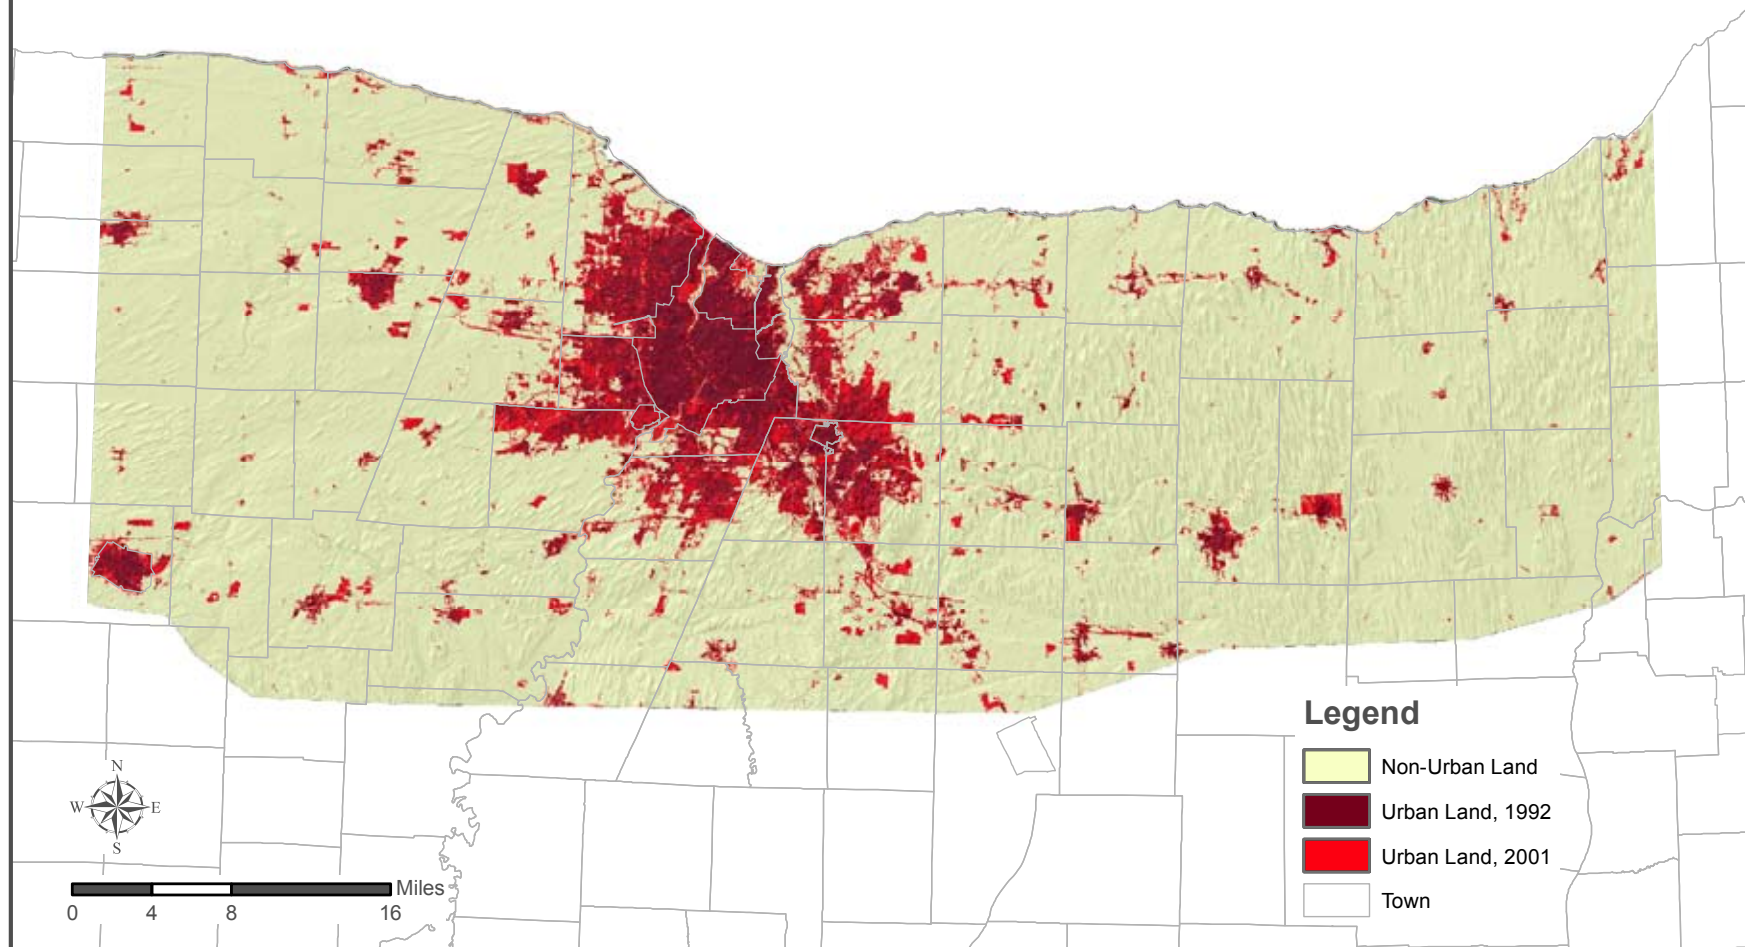 Legend
Non-Urban Land
Urban Land, 1992
Urban Land, 2001
Town
N
W E
S
Miles
0 4 8 16